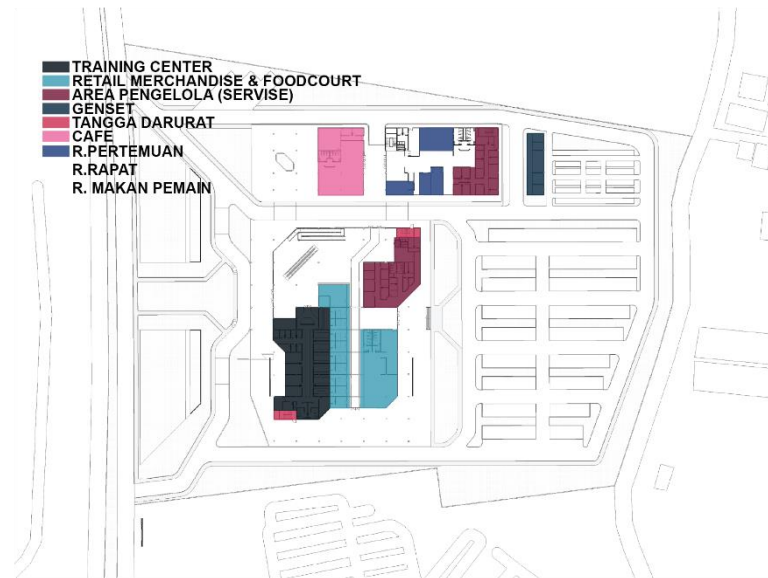 TRAINING CENTER
RETAIL MERCHANDISE & FOODCOURT
AREA PENGELOLA (SERVISE)
GENSET
TANGGA DARURAT
CAFE
R.PERTEMUAN
R.RAPAT
R. MAKAN PEMAIN